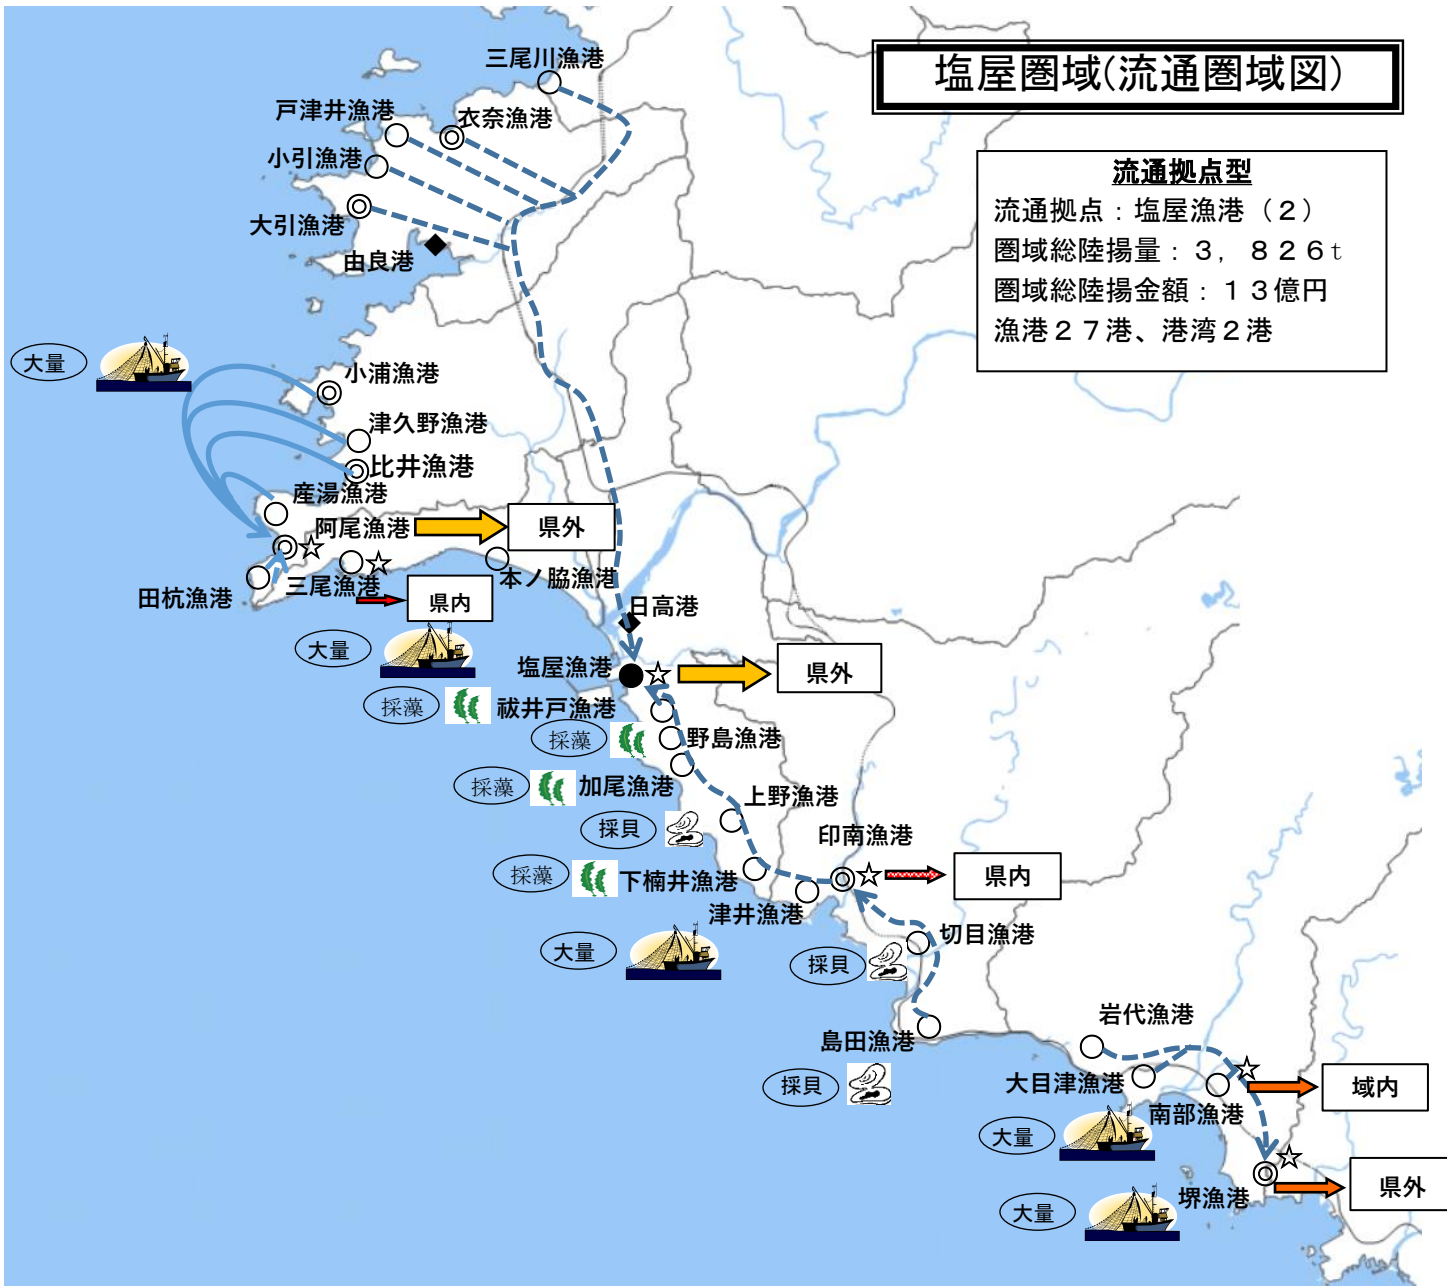 塩屋圏域(流通圏域図)
流通拠点型
流通拠点：塩屋漁港（２）
圏域総陸揚量：３，８２６t
圏域総陸揚金額：１３億円
漁港２７港、港湾２港
三尾川漁港
戸津井漁港
衣奈漁港
小引漁港
大引漁港
由良港
大量
小浦漁港
津久野漁港
比井漁港
産湯漁港
阿尾漁港
県外
田杭漁港
三尾漁港
本ノ脇漁港
県内
日高港
大量
塩屋漁港
県外
採藻
祓井戸漁港
採藻
野島漁港
採藻
加尾漁港
上野漁港
採貝
印南漁港
採藻
下楠井漁港
県内
津井漁港
大量
切目漁港
採貝
島田漁港
岩代漁港
採貝
大目津漁港
域内
南部漁港
大量
堺漁港
県外
大量